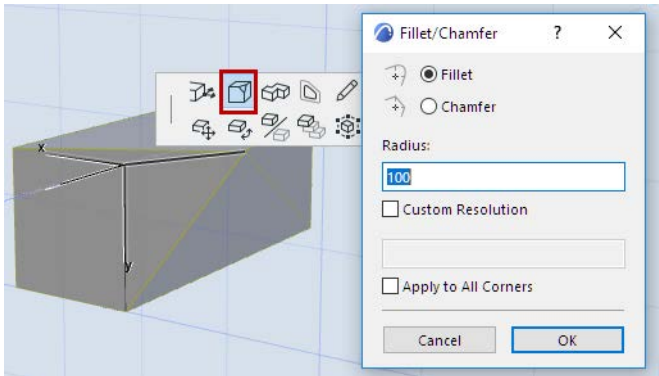 Fillet/Chamfer ? X
Fillet
Chamfer
Radius:
100
Custom Resolution
Apply to All Corners
Cancel OK
x
y